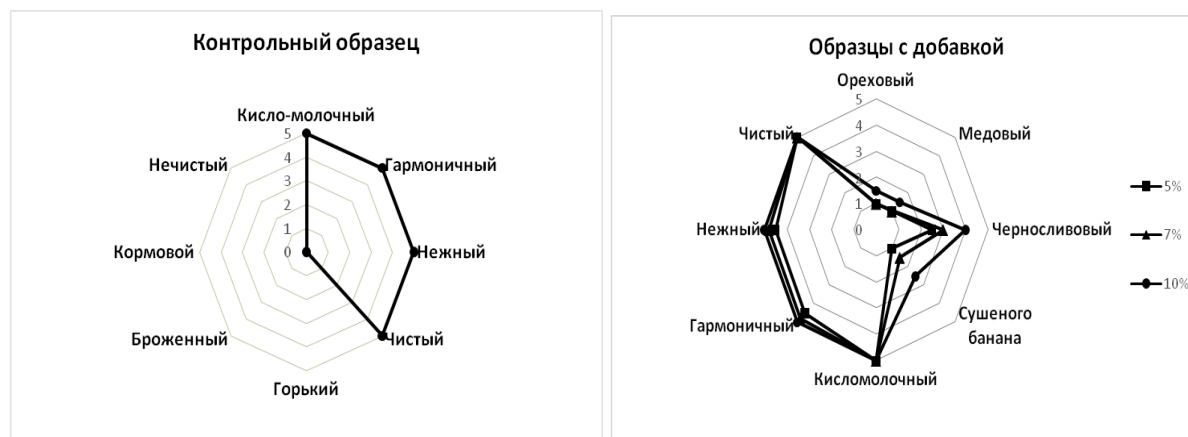 Контрольный образец
Кисло-молочный
5
4
3
2
1
0
Гармоничный
Нежный
Чистый
Горький
Броженный
Кормовой
Нечистый
Образцы с добавкой
Ореховый
5
4
3
2
1
0
Медовый
Черносливовый
Сушеного
банана
Кисломолочный
Гармоничный
Нежный
Чистый
5%
7%
10%